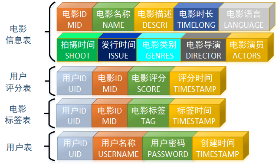 电影
信息表
电影ID
MID
电影名称
NAME
电影描述
DESCRI
电影时长
TIMELONG
电影语言
LANGUAGE
拍摄时间
SHOOT
发行时间
ISSUE
电影类别
GENRES
电影导演
DIRECTOR
电影演员
ACTORS
用户
评分表
用户ID
UID
电影ID
MID
电影评分
SCORE
评分时间
TIMESTAMP
电影
标签表
用户ID
UID
电影ID
MID
电影标签
TAG
标签时间
TIMESTAMP
用户表
用户ID
UID
用户名
USERNAME
用户密码
PASSWORD
创建时间
TIMESTAMP